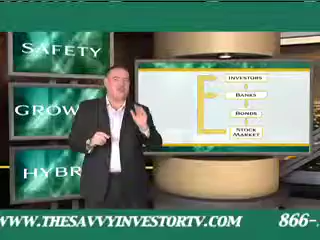 SAFETY
GROW
HYBR
INVESTORS
BANKS
BONDS
STOCK
MARKET
WWW.THESAVVYINVESTORTV.COM
866-